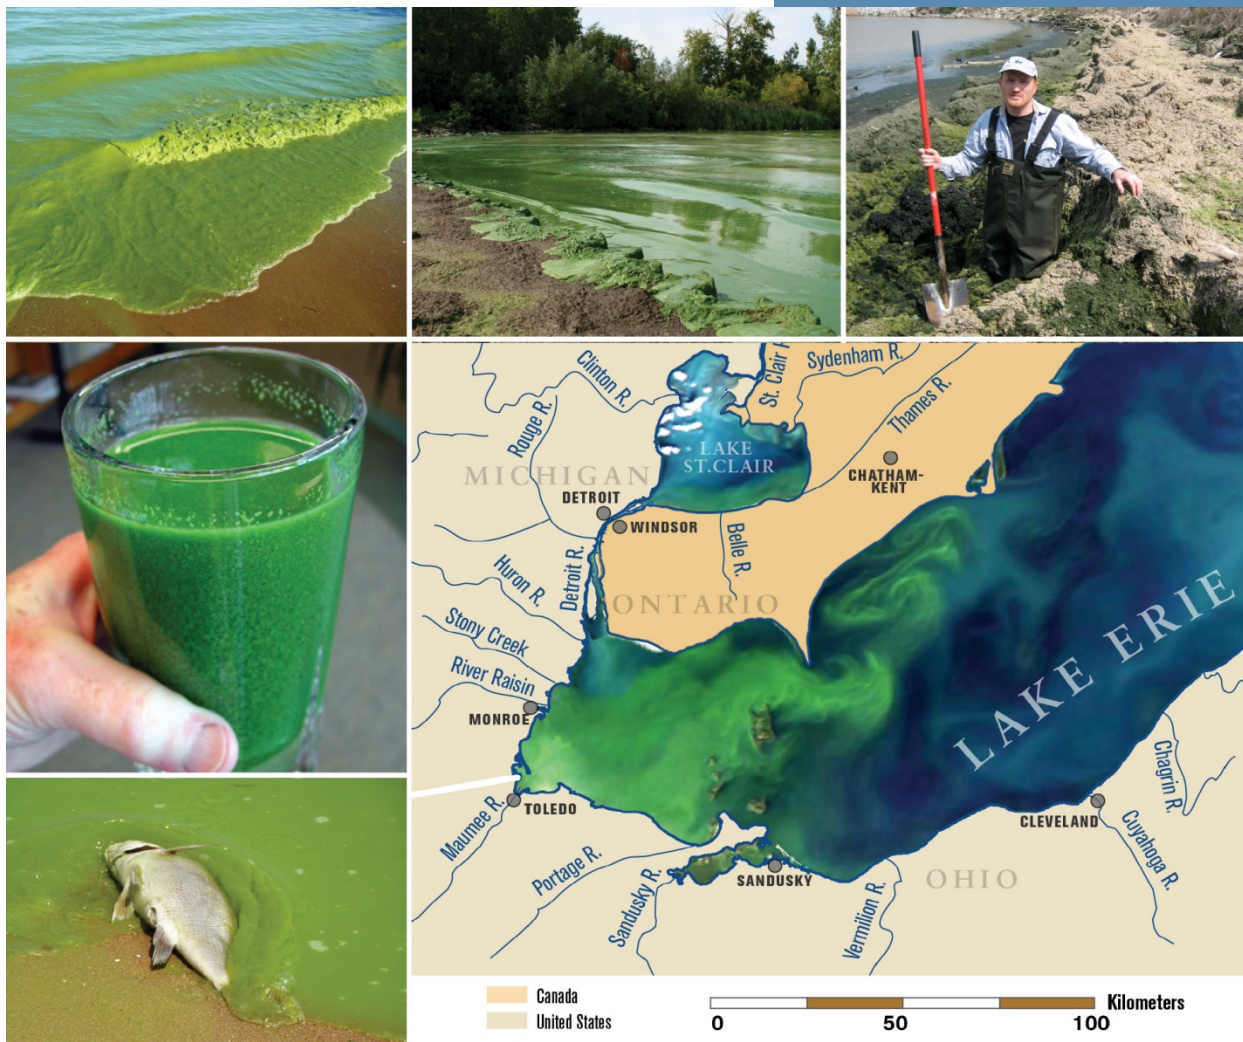 Clinton R.
St. Clair R
Sydenham R.
Rouge R.
Thames R.
LAKE
ST.CLAIR
MICHIGAN
CHATHAM-
KENT
DETROIT
WINDSOR
Belle R.
Detroit R.
Huron R.
ONTARIO
Stony Creek
River Raisin
MONROE
LAKE ERIE
TOLEDO
Maumee R.
Portage R.
Sandusky R.
SANDUSKY
Vermilion R.
OHIO
CLEVELAND
Cuyahoga R.
Chagrin R.
Canada
United States
Kilometers
0 50 100